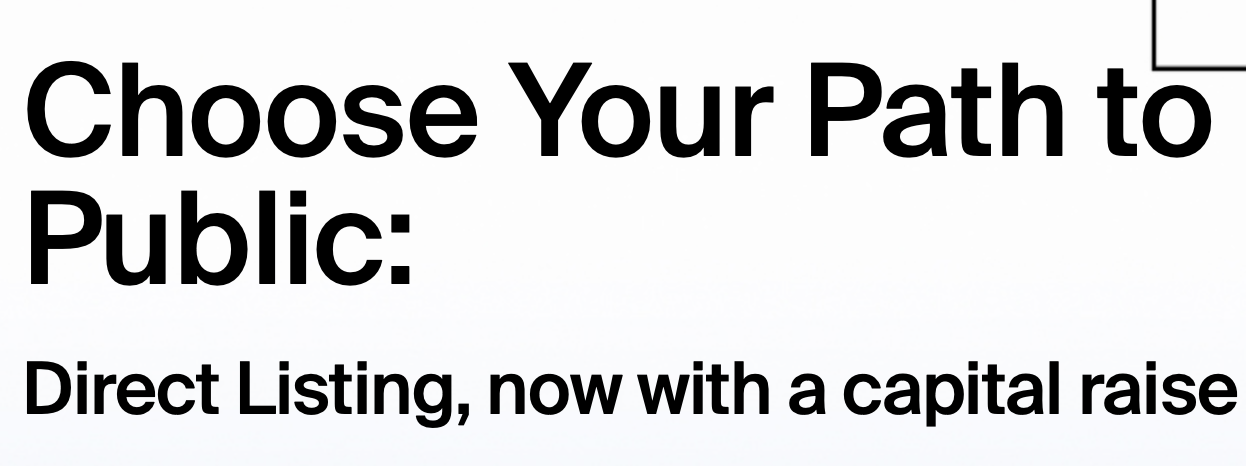 Choose Your Path to
Public:
Direct Listing, now with a capital raise